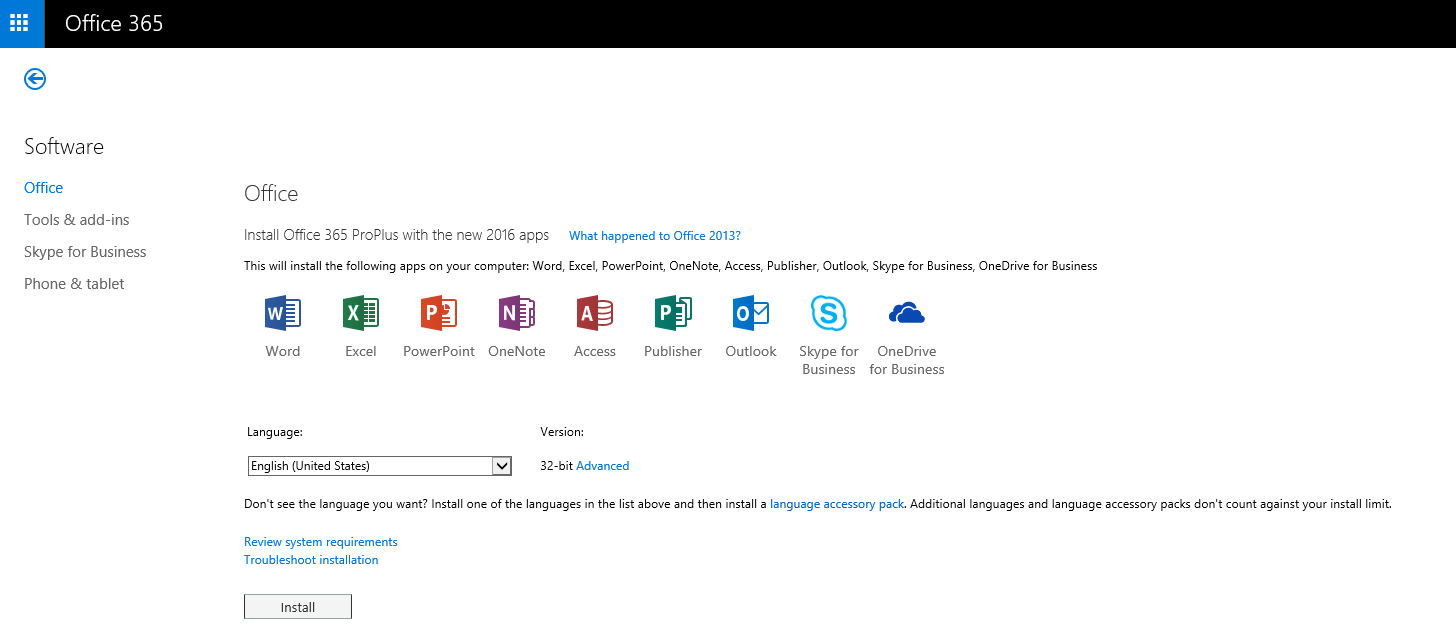 Office 365
Software
Office
Tools & add-ins
Skype for Business
Phone & tablet
Office
Install Office 365 ProPlus with the new 2016 apps What happened to Office 2013?
This will install the following apps on your computer: Word, Excel, PowerPoint, OneNote, Access, Publisher, Outlook, Skype for Business, OneDrive for Business
Word Excel PowerPoint OneNote Access Publisher Outlook Skype for Business OneDrive for Business
Language: Version:
English (United States) 32-bit Advanced
Don't see the language you want? Install one of the languages in the list above and then install a language accessory pack. Additional languages and language accessory packs don't count against your install limit.
Review system requirements
Troubleshoot installation
Install